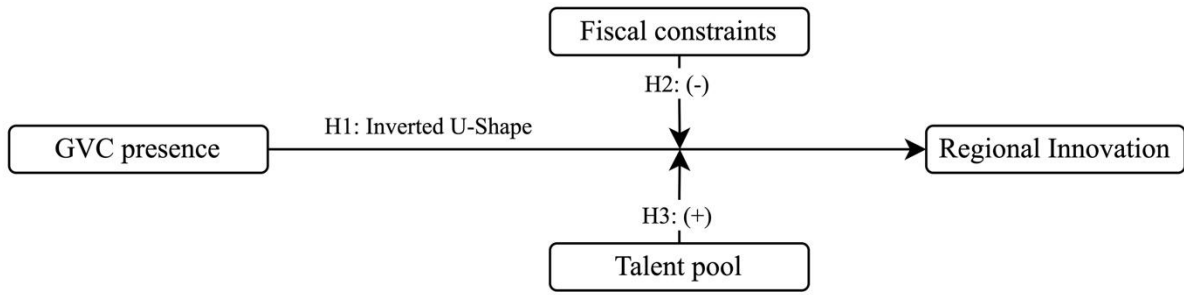 Fiscal constraints
H2: (-)
H1: Inverted U-Shape
GVC presence
Regional Innovation
H3: (+)
Talent pool